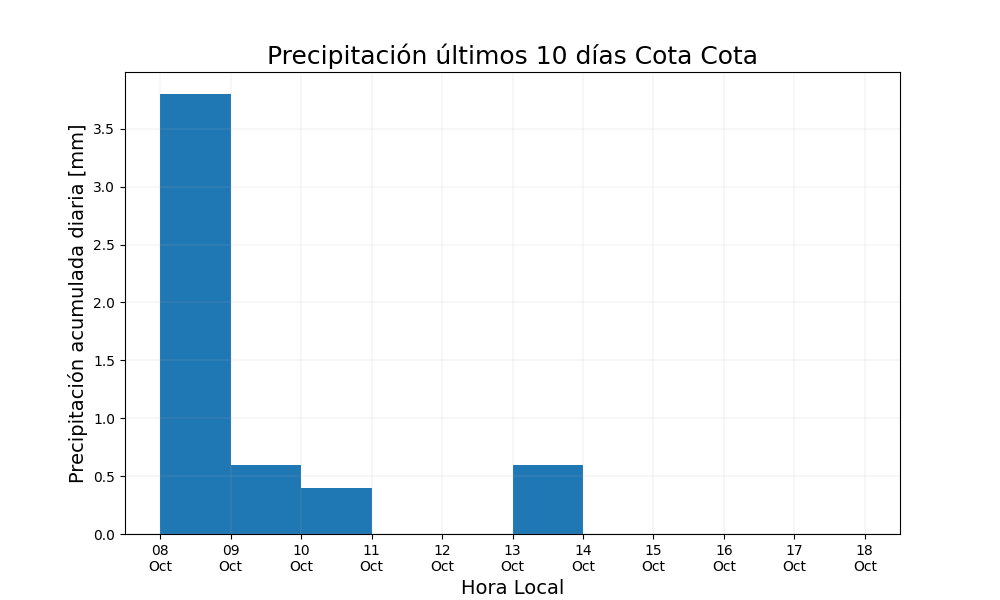 Precipitación últimos 10 días Cota Cota
Precipitación acumulada diaria [mm]
3.5
3.0
2.5
2.0
1.5
1.0
0.5
0.0
08 09 10 11 12 13 14 15 16 17 18
Oct Oct Oct Oct Oct Oct Oct Oct Oct Oct Oct
Hora Local